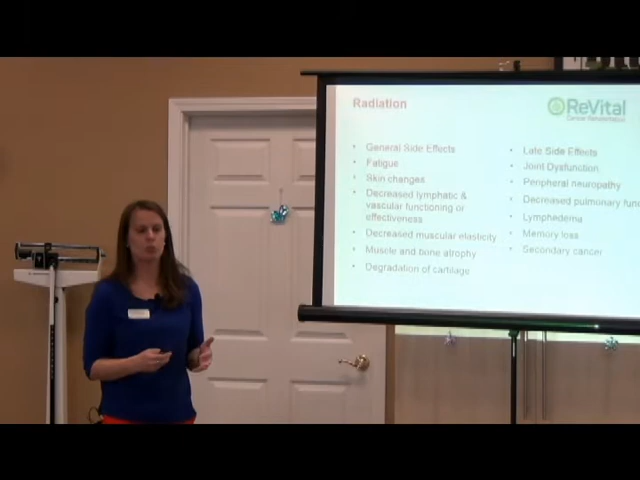 Radiation
ReVital
Cancer Rehabilitation
• General Side Effects
• Fatigue
• Skin changes
• Decreased lymphatic &
vascular functioning or
effectiveness
• Decreased muscular elasticity
• Muscle and bone atrophy
• Degradation of cartilage
• Late Side Effects
• Joint Dysfunction
• Peripheral neuropathy
• Decreased pulmonary func
• Lymphedema
• Memory loss
• Secondary cancer